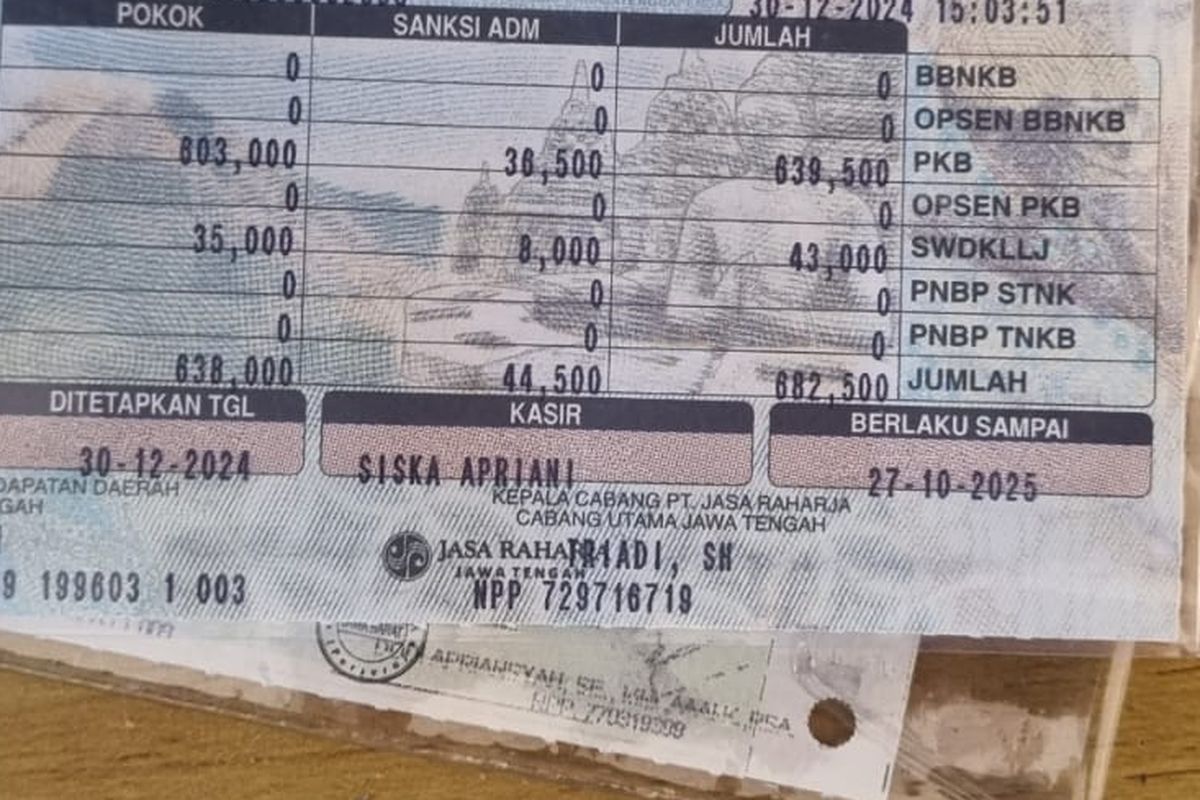 30-12-2024 15:03:51
POKOK SANKSI ADM JUMLAH
0 0 0 BBNKB
0 0 0 OPSEN BBNKB
603,000 36,500 639,500 PKB
0 0 0 OPSEN PKB
35,000 8,000 43,000 SWDKLLJ
0 0 0 PNBP STNK
0 0 0 PNBP TNKB
638,000 44,500 682,500 JUMLAH
DITETAPKAN TGL KASIR BERLAKU SAMPAI
30-12-2024 SISKA APRIANI 27-10-2025
DAPATAN DAERAH KEPALA CABANG PT. JASA RAHARJA
GAH CABANG UTAMA JAWA TENGAH
JASA RAHARJA TRIADI, SH
JAWA TENGAH
9 199603 1 003 NPP 729716719